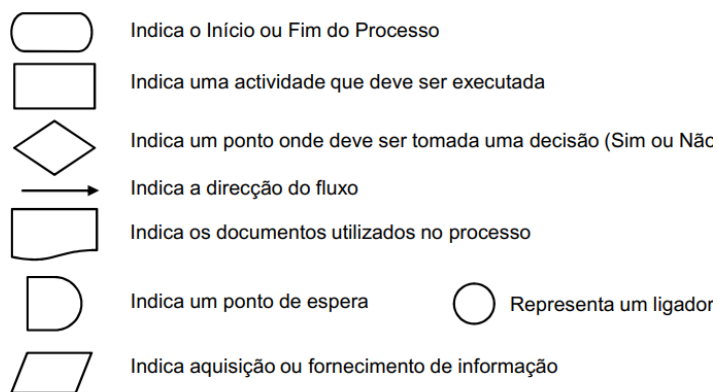 Indica o Início ou Fim do Processo
Indica uma actividade que deve ser executada
Indica um ponto onde deve ser tomada uma decisão (Sim ou Não
Indica a direcção do fluxo
Indica os documentos utilizados no processo
Indica um ponto de espera
Representa um ligador
Indica aquisição ou fornecimento de informação